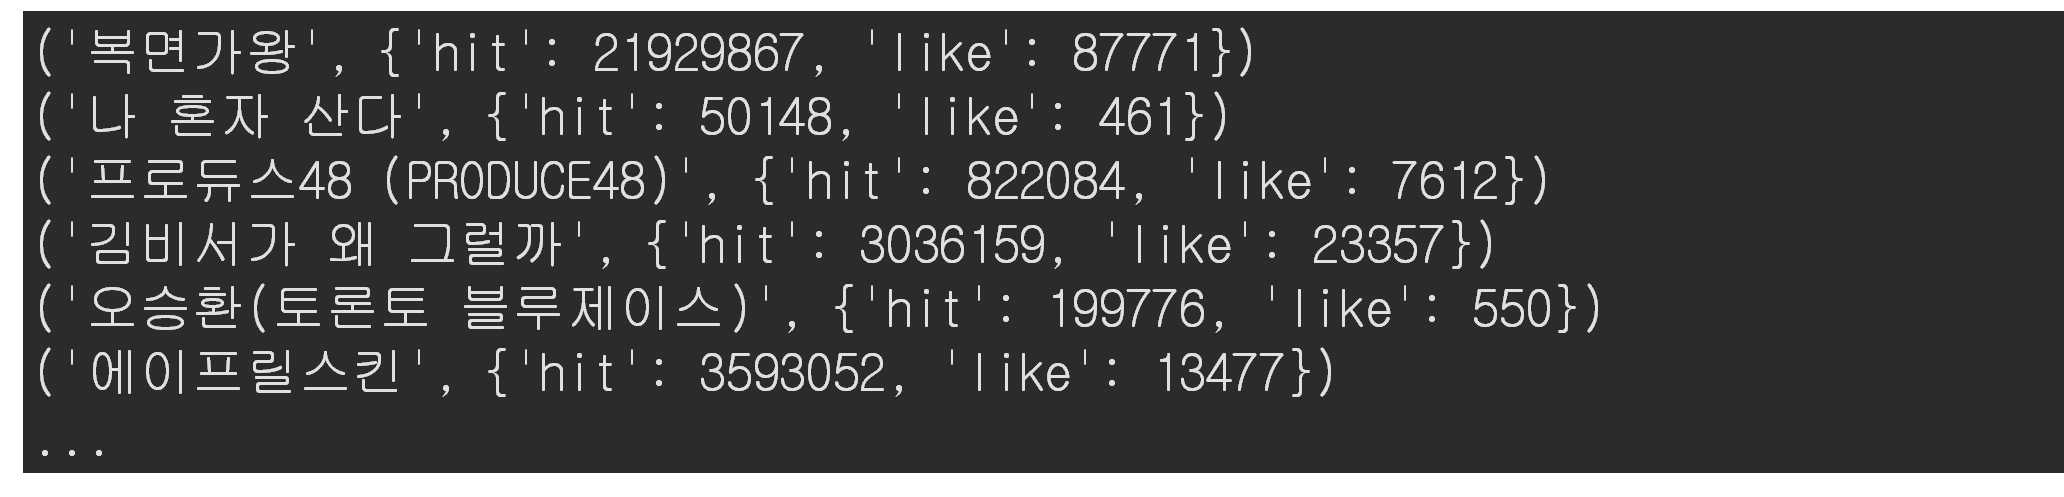 ('복면가왕', {'hit': 21929867, 'like': 87771})
('나 혼자 산다', {'hit': 50148, 'like': 461})
('프로듀스48 (PRODUCE48)', {'hit': 822084, 'like': 7612})
('김비서가 왜 그럴까', {'hit': 3036159, 'like': 23357})
('오승환(토론토 블루제이스)', {'hit': 199776, 'like': 550})
('에이프릴스킨', {'hit': 3593052, 'like': 13477})
...